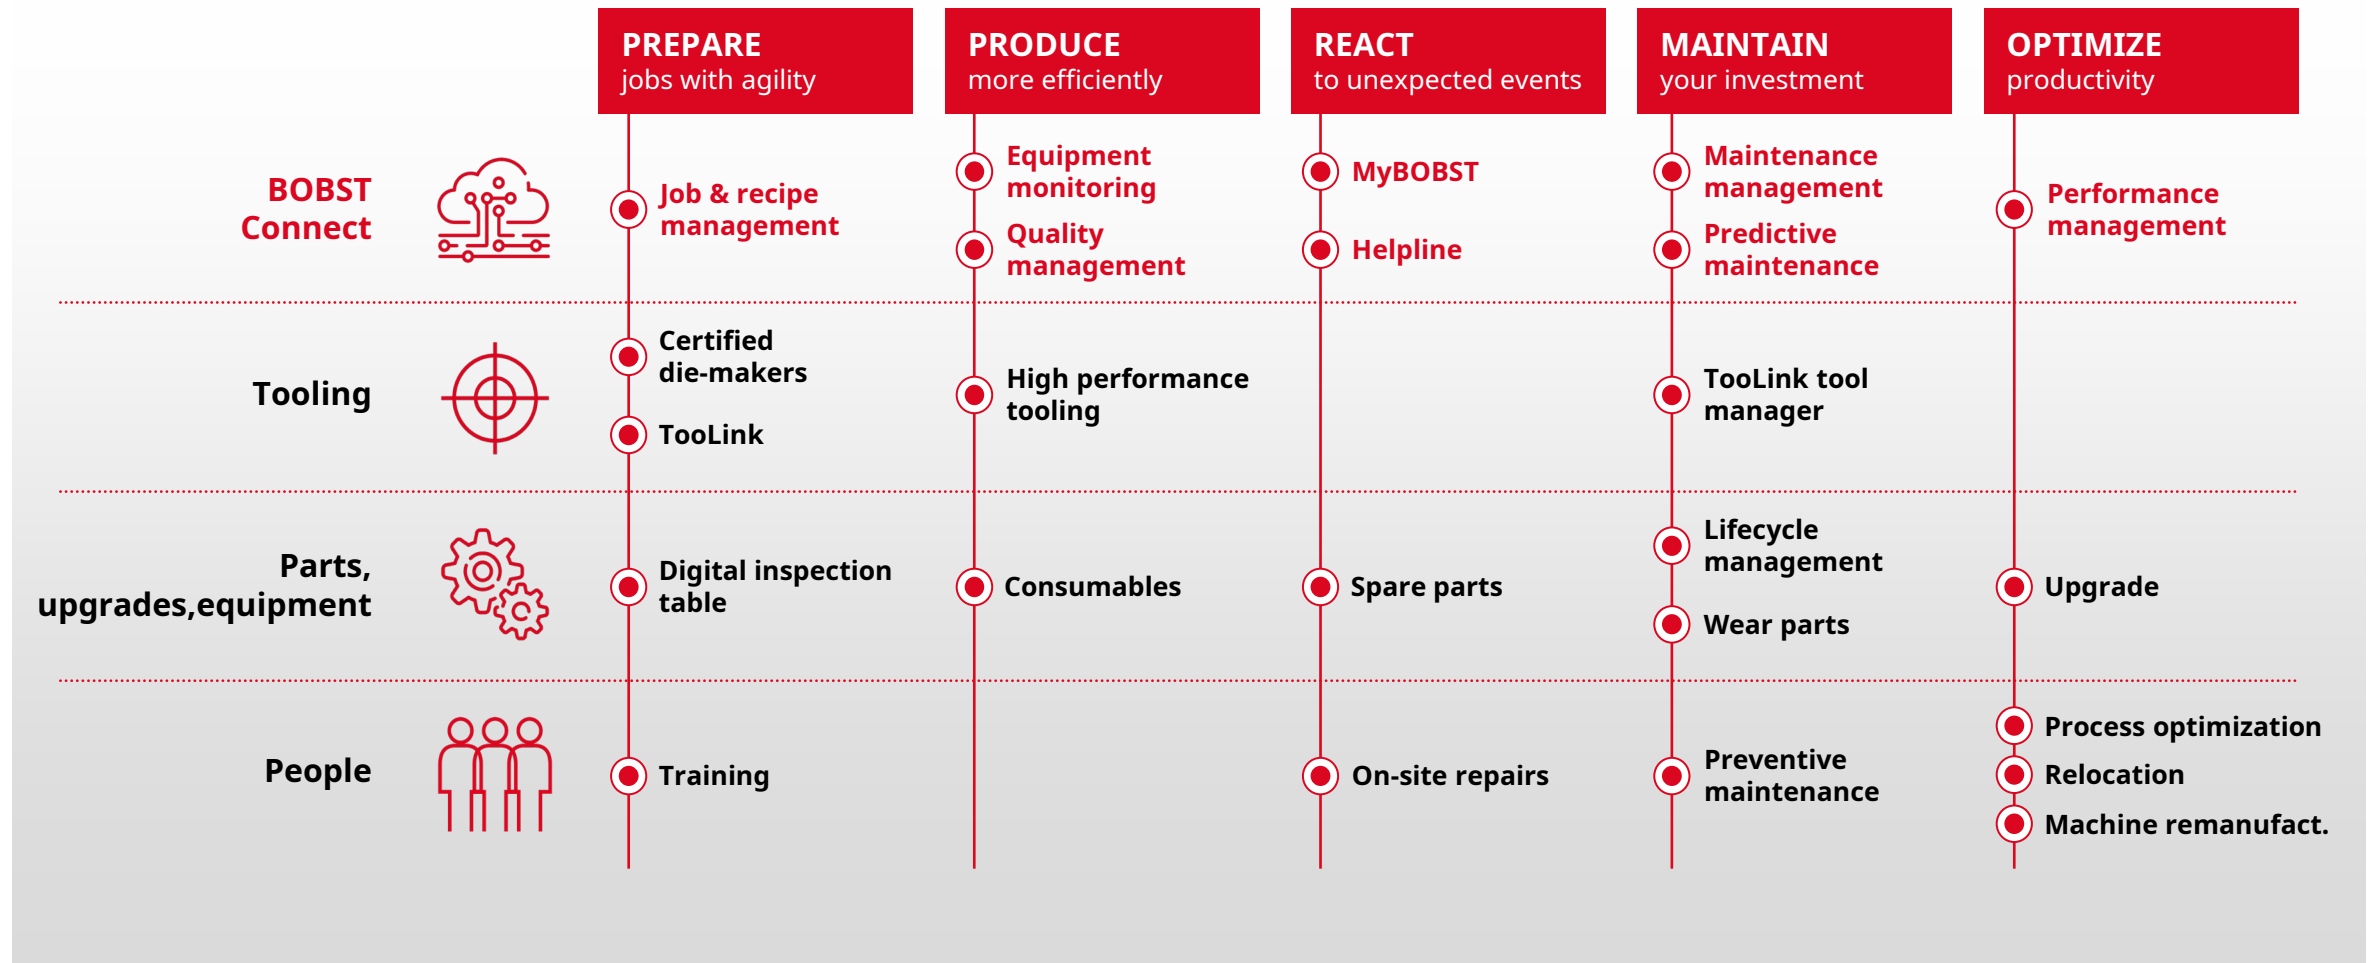 PREPARE
jobs with agility
PRODUCE
more efficiently
REACT
to unexpected events
MAINTAIN
your investment
OPTIMIZE
productivity
BOBST
Connect
Job & recipe
management
Equipment
monitoring
Quality
management
MyBOBST
Helpline
Maintenance
management
Predictive
maintenance
Performance
management
Tooling
Certified
die-makers
TooLink
High performance
tooling
TooLink tool
manager
Parts,
upgrades,equipment
Digital inspection
table
Consumables
Spare parts
Lifecycle
management
Wear parts
Upgrade
People
Training
On-site repairs
Preventive
maintenance
Process optimization
Relocation
Machine remanufact.